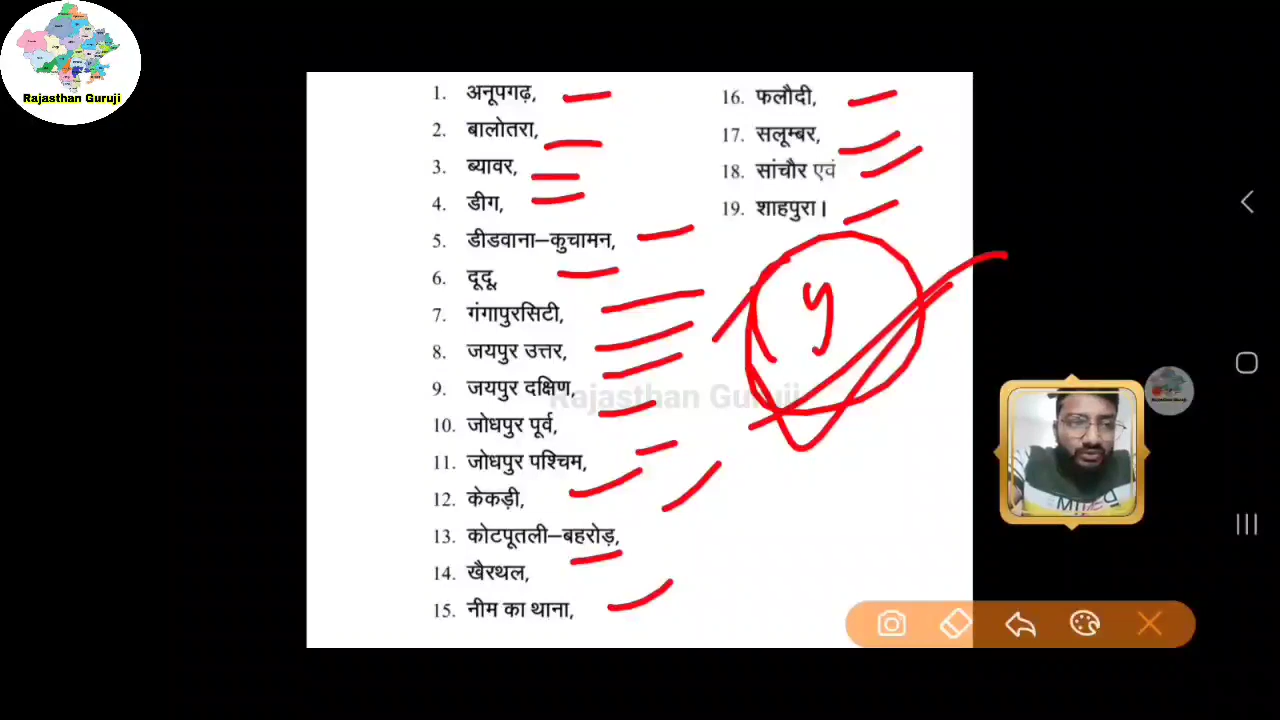 Rajasthan Guruji
1. अनूपगढ़,
2. बालोतरा,
3. ब्यावर,
4. डीग,
5. डीडवाना–कुचामन,
6. दूदू,
7. गंगापुरसिटी,
8. जयपुर उत्तर,
9. जयपुर दक्षिण,
10. जोधपुर पूर्व,
11. जोधपुर पश्चिम,
12. केकड़ी,
13. कोटपूतली–बहरोड़,
14. खैरथल,
15. नीम का थाना,
16. फलौदी,
17. सलूम्बर,
18. सांचौर एवं
19. शाहपुरा।
Rajasthan Guruji